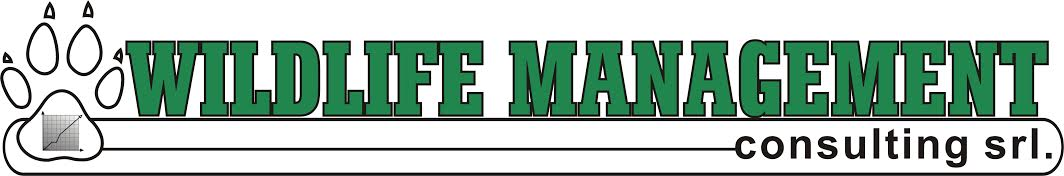 WILDLIFE MANAGEMENT
consulting srl.